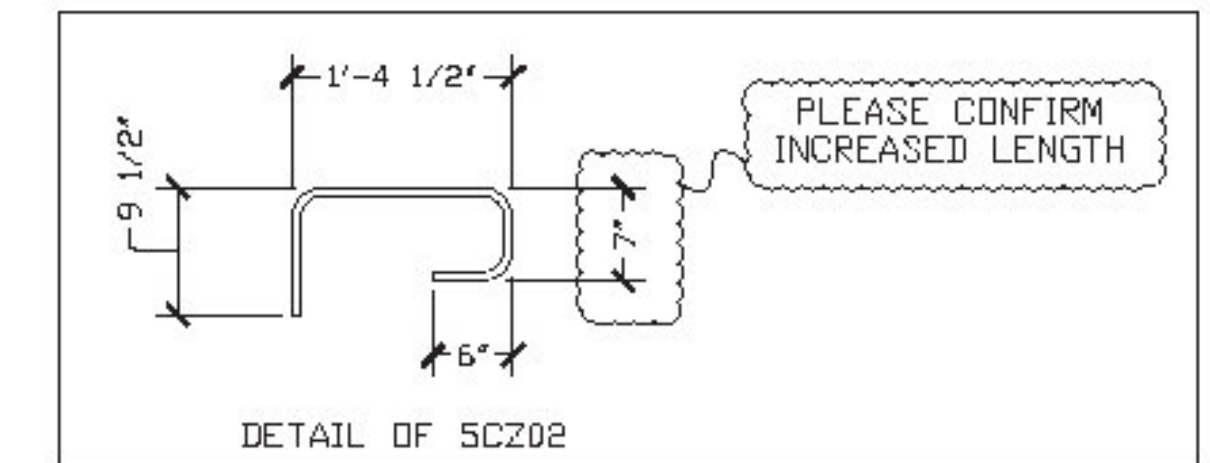 1'-4 1/2"
PLEASE CONFIRM
INCREASED LENGTH
9 1/2"
7"
6"
DETAIL OF 5CZ02